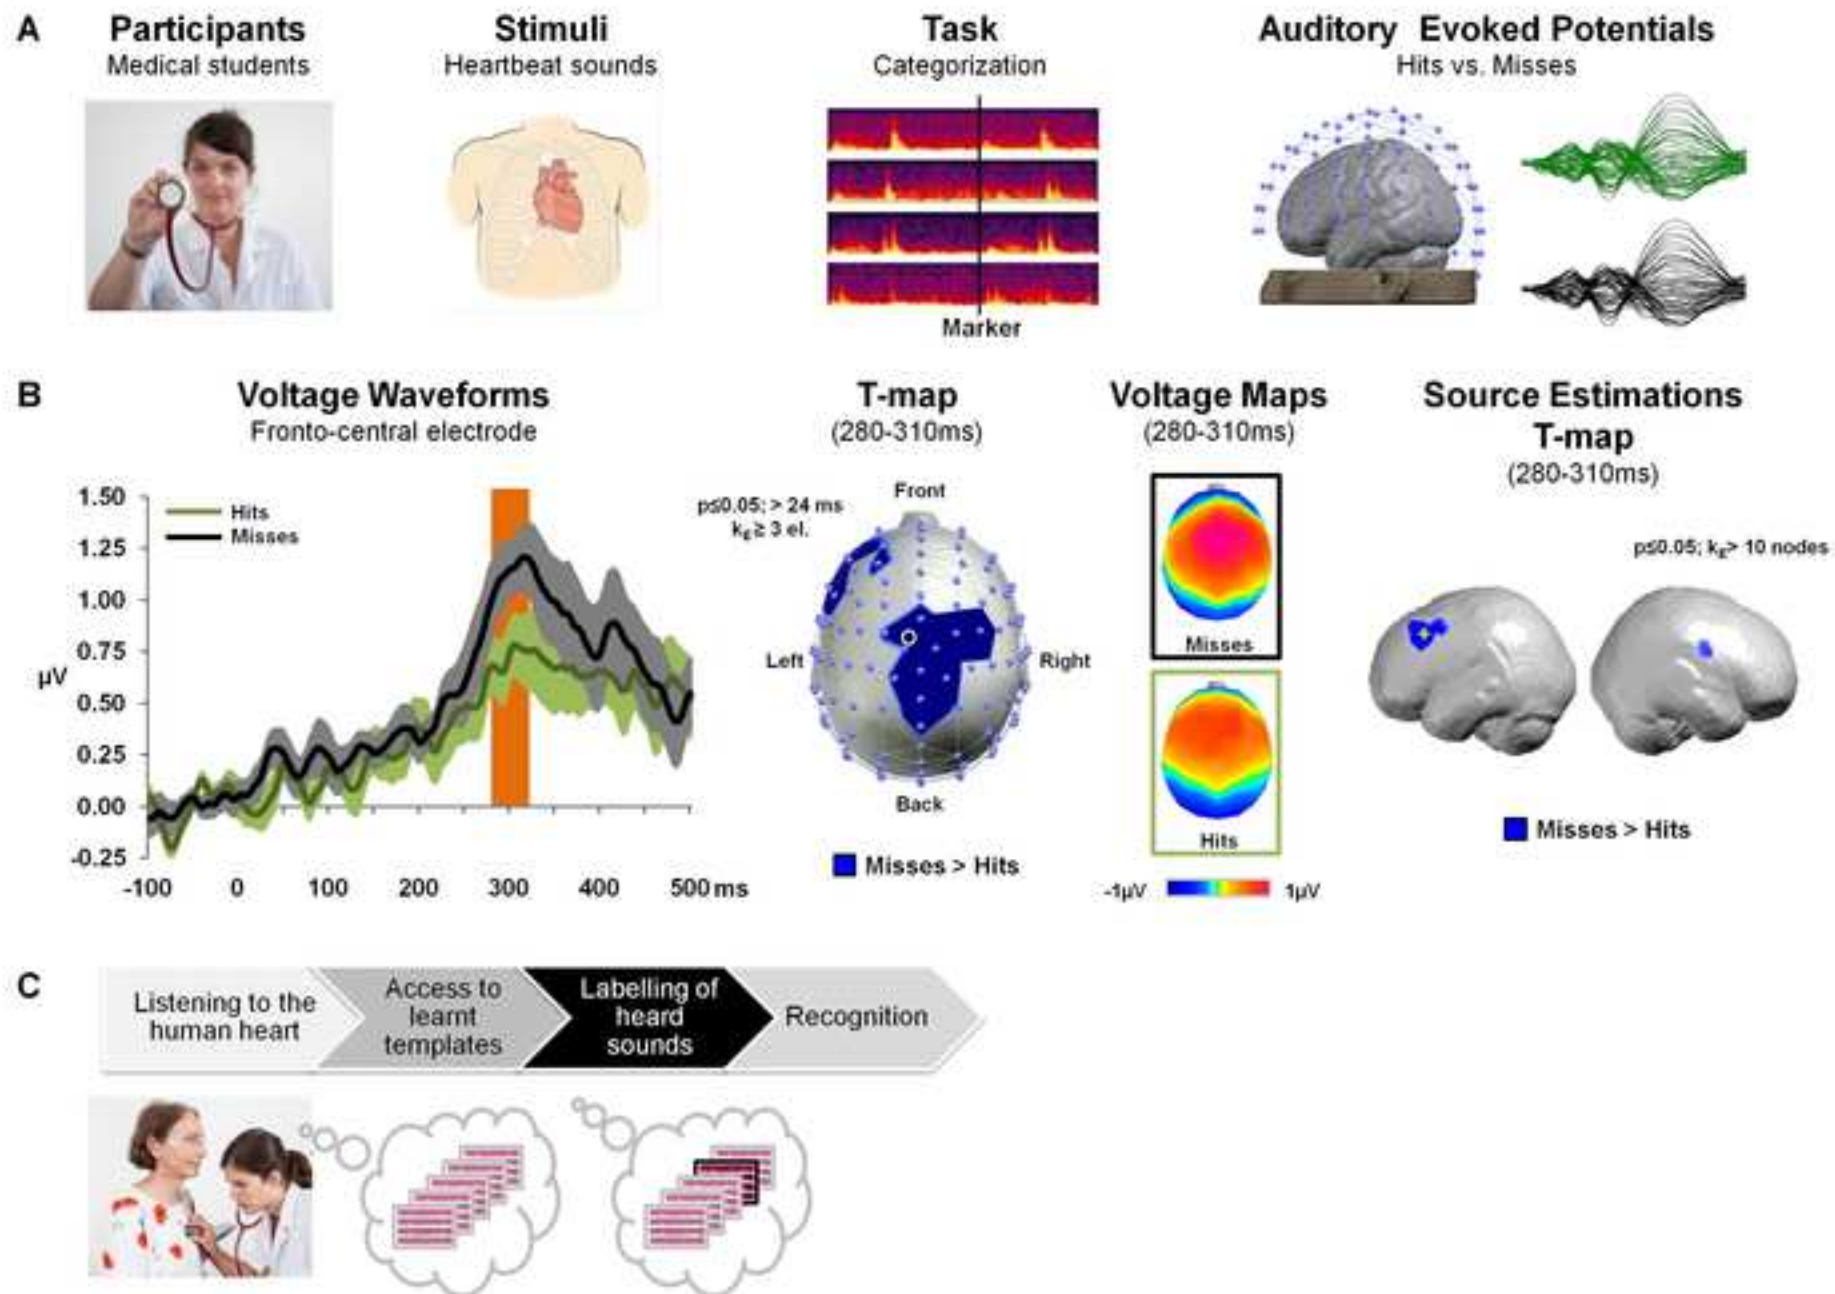 A
Participants
Medical students
Stimuli
Heartbeat sounds
Task
Categorization
Marker
Auditory Evoked Potentials
Hits vs. Misses
B
Voltage Waveforms
Fronto-central electrode
1.50
1.25
1.00
0.75
µV
0.50
0.25
0.00
-0.25
-100 0 100 200 300 400 500 ms
Hits
Misses
T-map
(280-310ms)
p≤0.05; > 24 ms
kE ≥ 3 el.
Front
Left
Right
Back
Misses > Hits
Voltage Maps
(280-310ms)
Misses
Hits
-1µV 1µV
Source Estimations
T-map
(280-310ms)
p≤0.05; kE> 10 nodes
Misses > Hits
C
Listening to the
human heart
Access to
learnt
templates
Labelling of
heard
sounds
Recognition